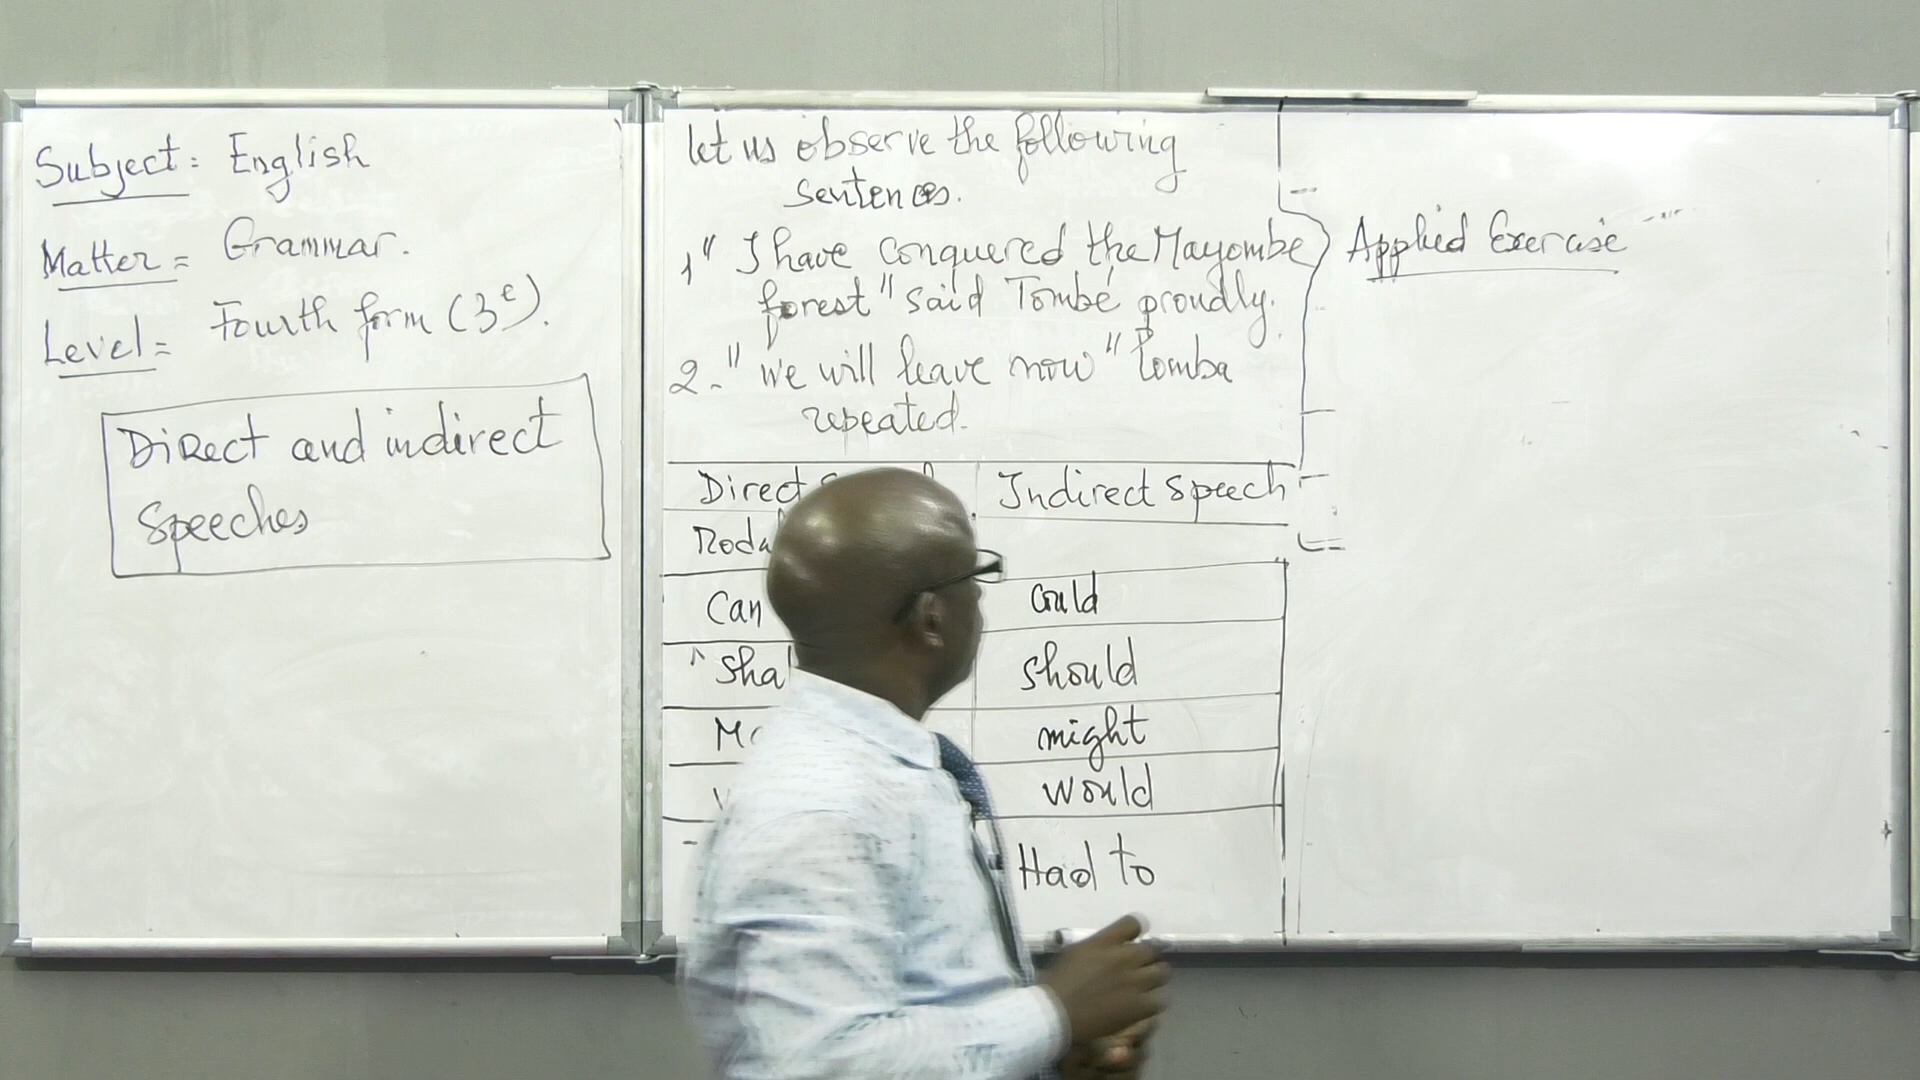 Subject: English
Matter = Grammar.
Level = Fourth form (3e).
Direct and indirect
Speeches
let us observe the following
sentences.
1" I have conquered the Mayombe
forest" said Tombé proudly.
2-" we will leave now" Tomba
repeated.
Direct Indirect speech
Can could
should
might
would
Had to
Applied Exercise